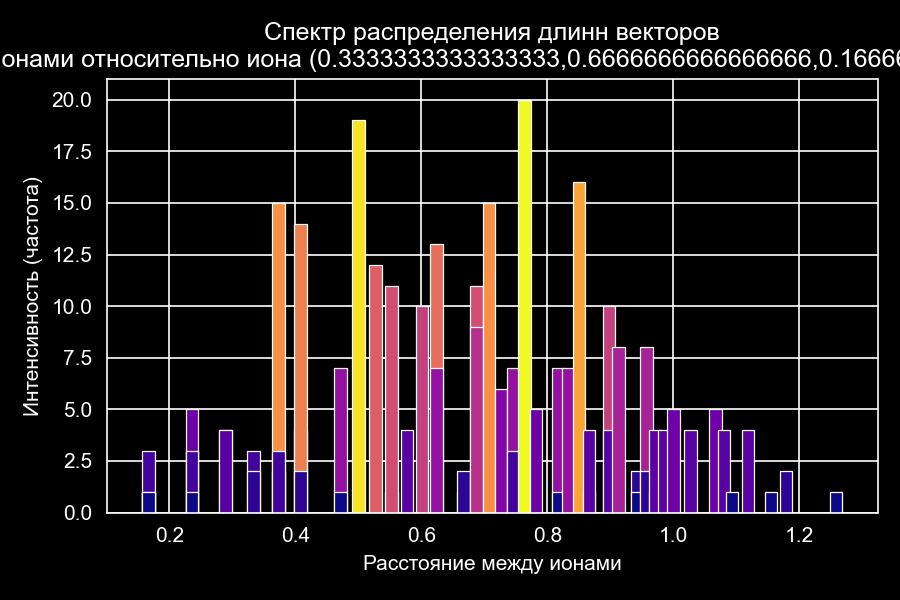 Спектр распределения длинн векторов
онами относительно иона (0.3333333333333333,0.6666666666666666,0.16666
Интенсивность (частота)
20.0
17.5
15.0
12.5
10.0
7.5
5.0
2.5
0.0
0.2 0.4 0.6 0.8 1.0 1.2
Расстояние между ионами